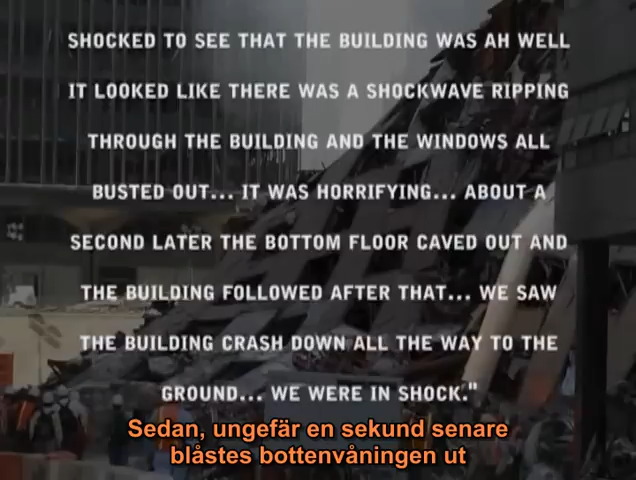 SHOCKED TO SEE THAT THE BUILDING WAS AH WELL
IT LOOKED LIKE THERE WAS A SHOCKWAVE RIPPING
THROUGH THE BUILDING AND THE WINDOWS ALL
BUSTED OUT... IT WAS HORRIFYING... ABOUT A
SECOND LATER THE BOTTOM FLOOR CAVED OUT AND
THE BUILDING FOLLOWED AFTER THAT... WE SAW
THE BUILDING CRASH DOWN ALL THE WAY TO THE
GROUND... WE WERE IN SHOCK."
Sedan, ungefär en sekund senare
blåstes bottenvåningen ut